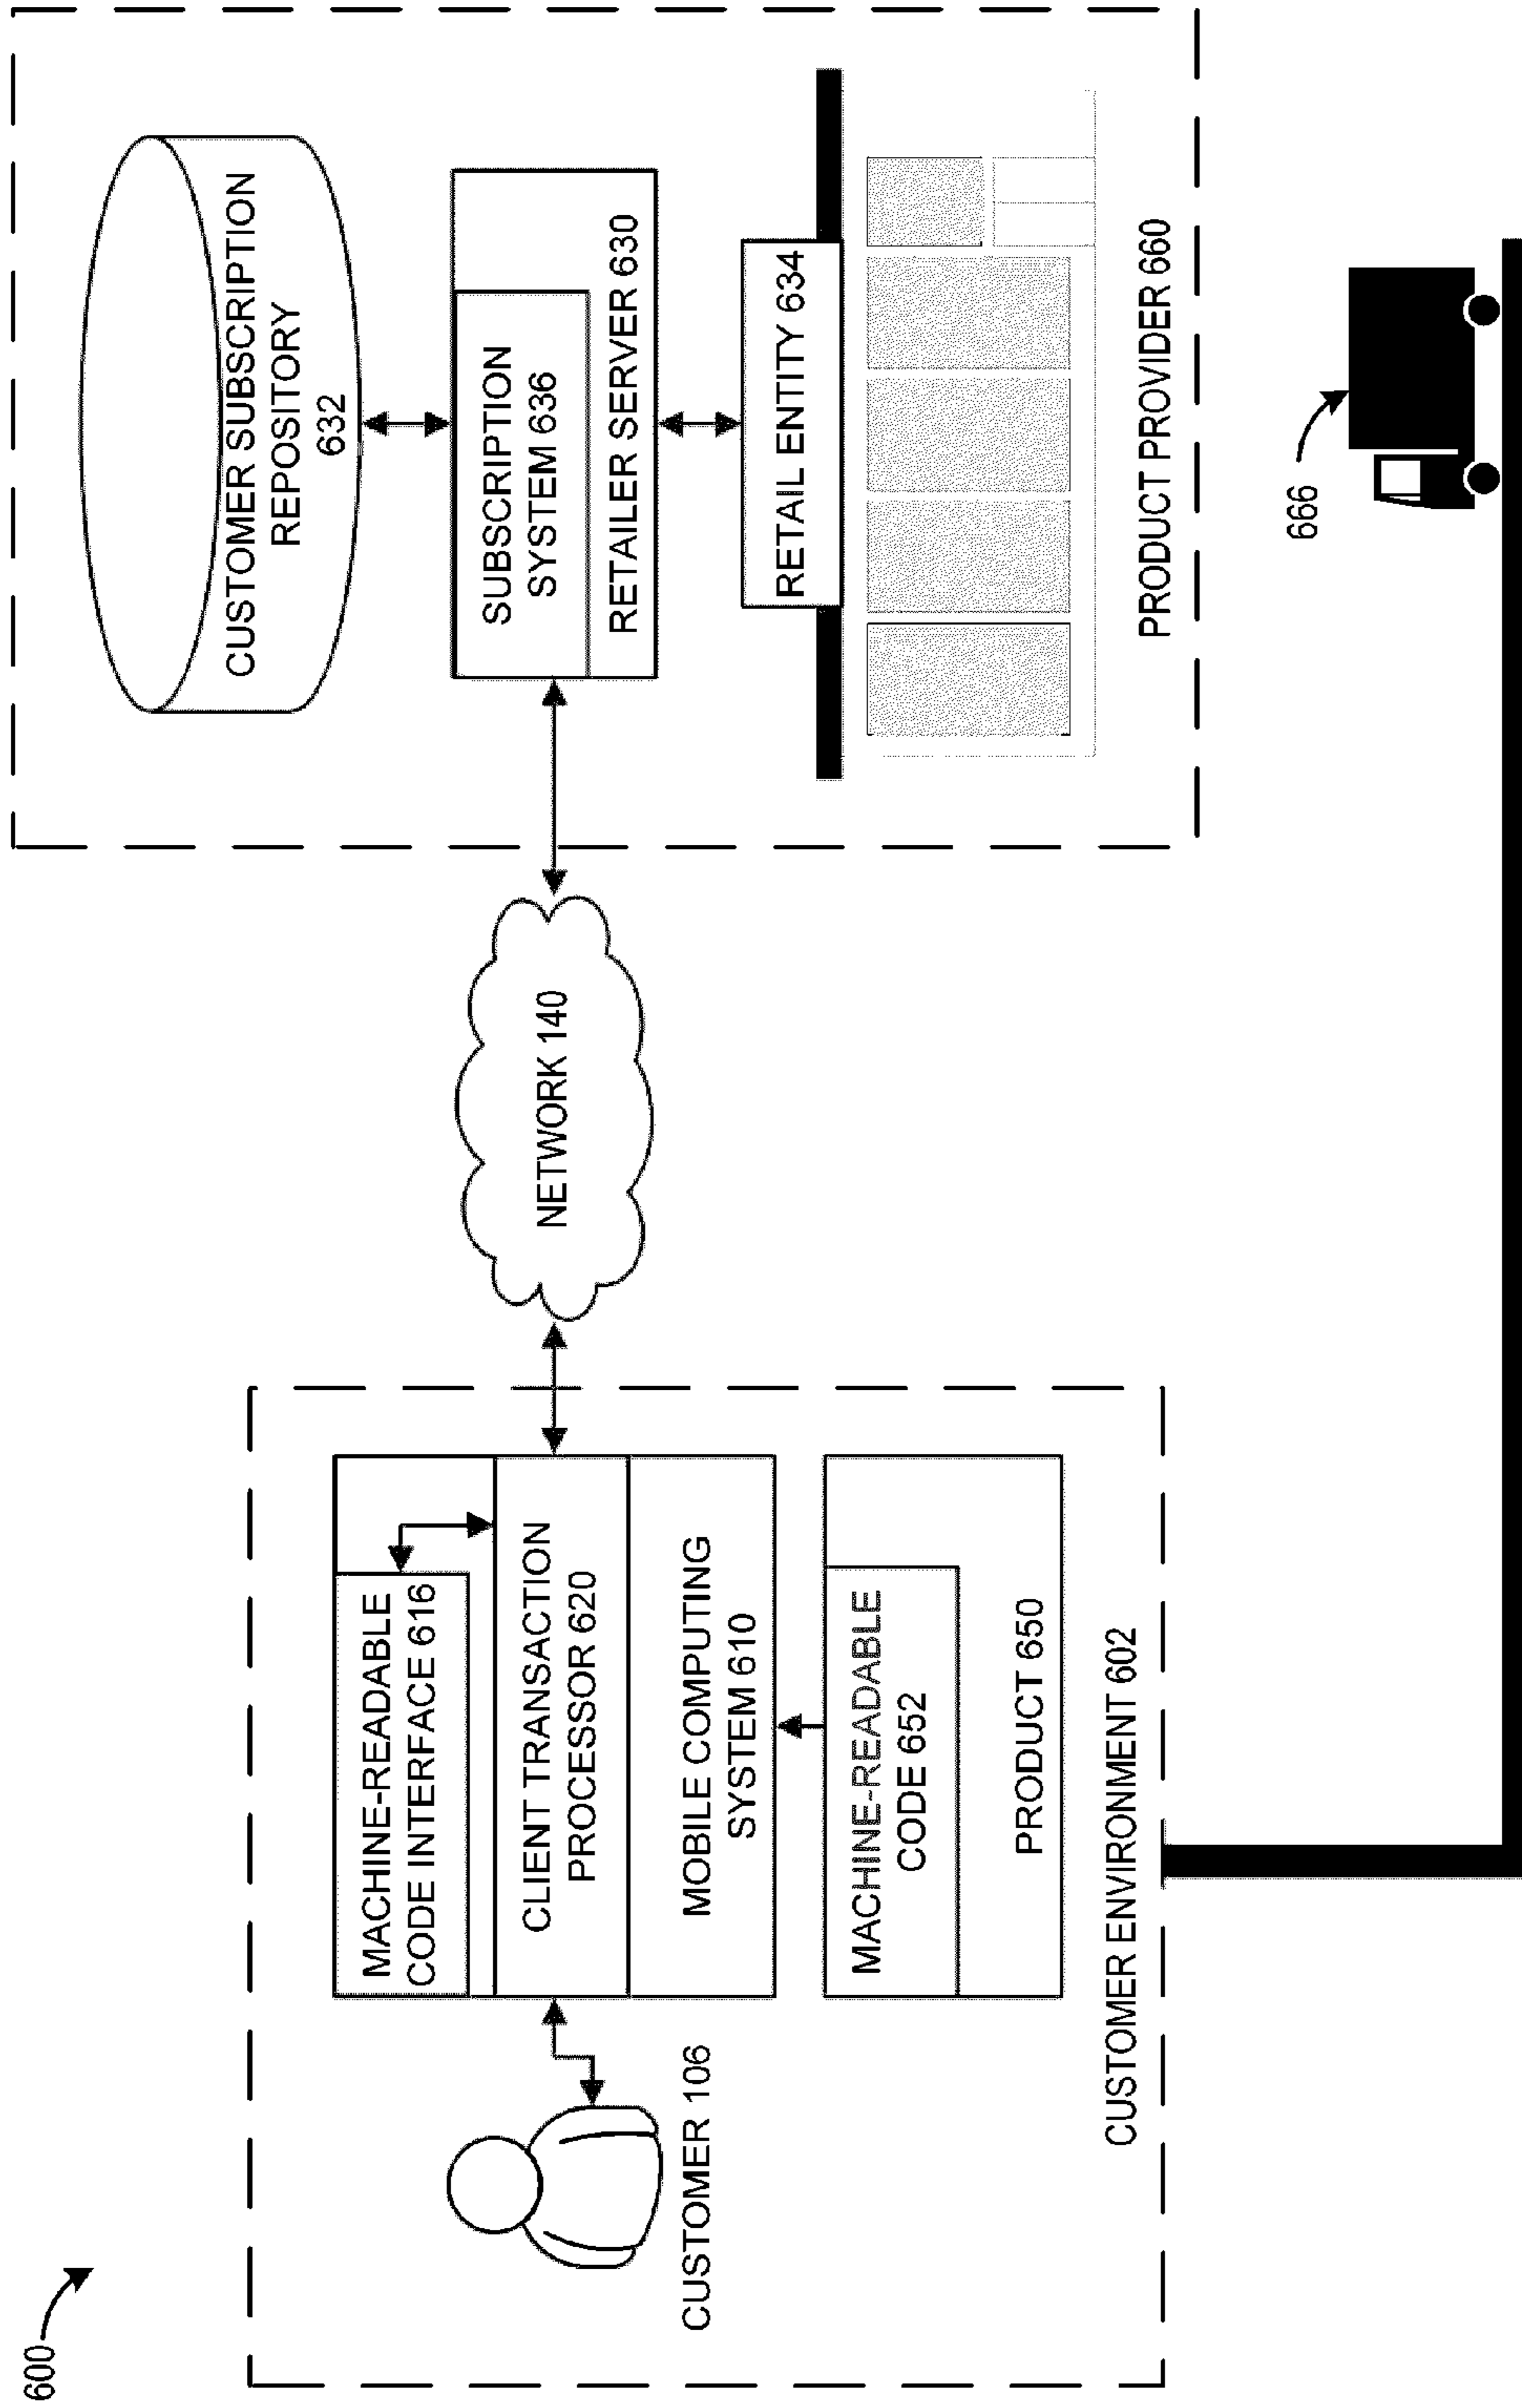 600
CUSTOMER 106
MACHINE-READABLE
CODE INTERFACE 616
CLIENT TRANSACTION
PROCESSOR 620
MOBILE COMPUTING
SYSTEM 610
MACHINE-READABLE
CODE 652
PRODUCT 650
CUSTOMER ENVIRONMENT 602
NETWORK 140
CUSTOMER SUBSCRIPTION
REPOSITORY
632
SUBSCRIPTION
SYSTEM 636
RETAILER SERVER 630
RETAIL ENTITY 634
PRODUCT PROVIDER 660
666